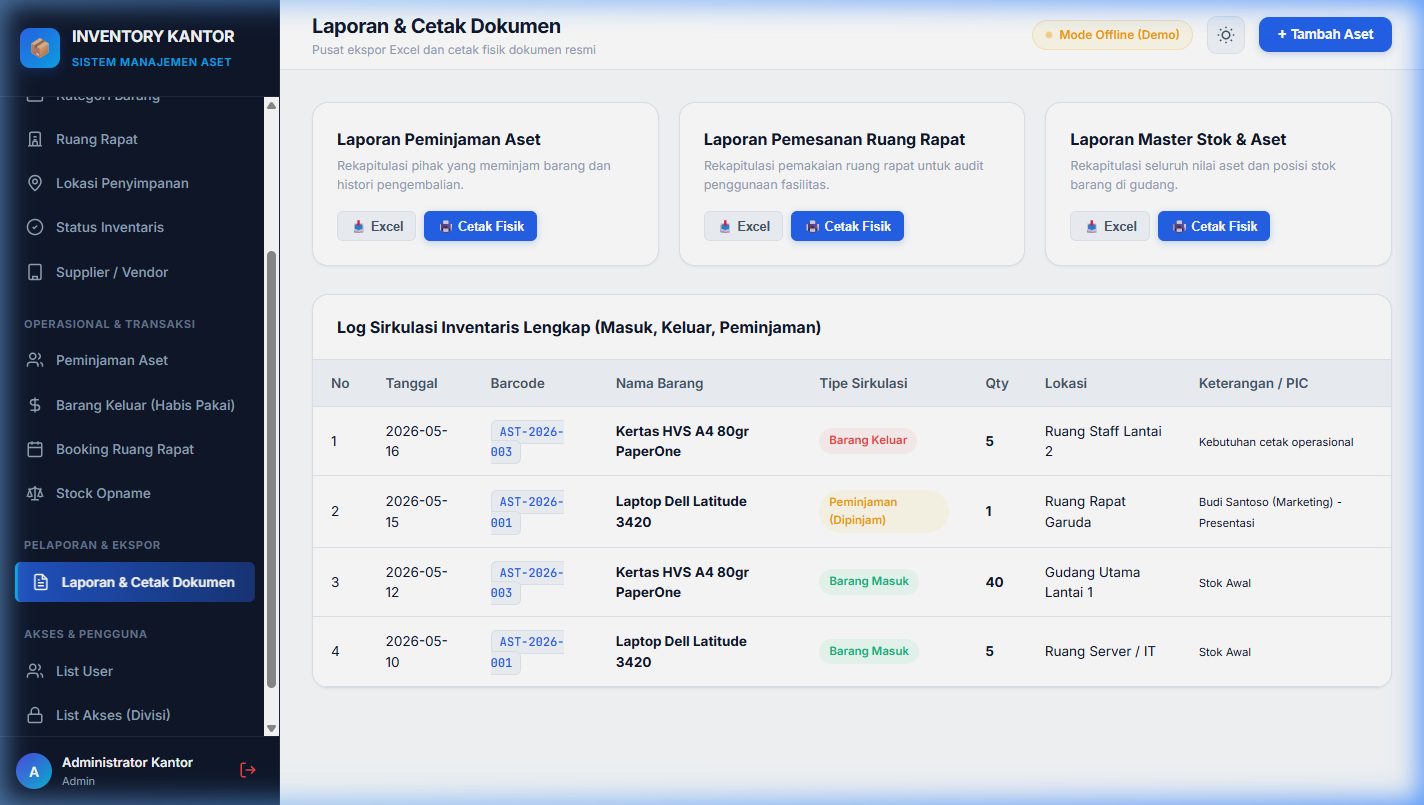 INVENTORY KANTOR
SISTEM MANAJEMEN ASET
Kategori Barang
Ruang Rapat
Lokasi Penyimpanan
Status Inventaris
Supplier / Vendor
OPERASIONAL & TRANSAKSI
Peminjaman Aset
Barang Keluar (Habis Pakai)
Booking Ruang Rapat
Stock Opname
PELAPORAN & EKSPOR
Laporan & Cetak Dokumen
AKSES & PENGGUNA
List User
List Akses (Divisi)
A
Administrator Kantor
Admin
Laporan & Cetak Dokumen
Pusat ekspor Excel dan cetak fisik dokumen resmi
Mode Offline (Demo)
+ Tambah Aset
Laporan Peminjaman Aset
Rekapitulasi pihak yang meminjam barang dan
histori pengembalian.
Excel
Cetak Fisik
Laporan Pemesanan Ruang Rapat
Rekapitulasi pemakaian ruang rapat untuk audit
penggunaan fasilitas.
Excel
Cetak Fisik
Laporan Master Stok & Aset
Rekapitulasi seluruh nilai aset dan posisi stok
barang di gudang.
Excel
Cetak Fisik
Log Sirkulasi Inventaris Lengkap (Masuk, Keluar, Peminjaman)
No Tanggal Barcode Nama Barang Tipe Sirkulasi Qty Lokasi Keterangan / PIC
1
2026-05-
16
AST-2026-
003
Kertas HVS A4 80gr
PaperOne
Barang Keluar
5
Ruang Staff Lantai
2
Kebutuhan cetak operasional
2
2026-05-
15
AST-2026-
001
Laptop Dell Latitude
3420
Peminjaman
(Dipinjam)
1
Ruang Rapat
Garuda
Budi Santoso (Marketing) -
Presentasi
3
2026-05-
12
AST-2026-
003
Kertas HVS A4 80gr
PaperOne
Barang Masuk
40
Gudang Utama
Lantai 1
Stok Awal
4
2026-05-
10
AST-2026-
001
Laptop Dell Latitude
3420
Barang Masuk
5
Ruang Server / IT
Stok Awal